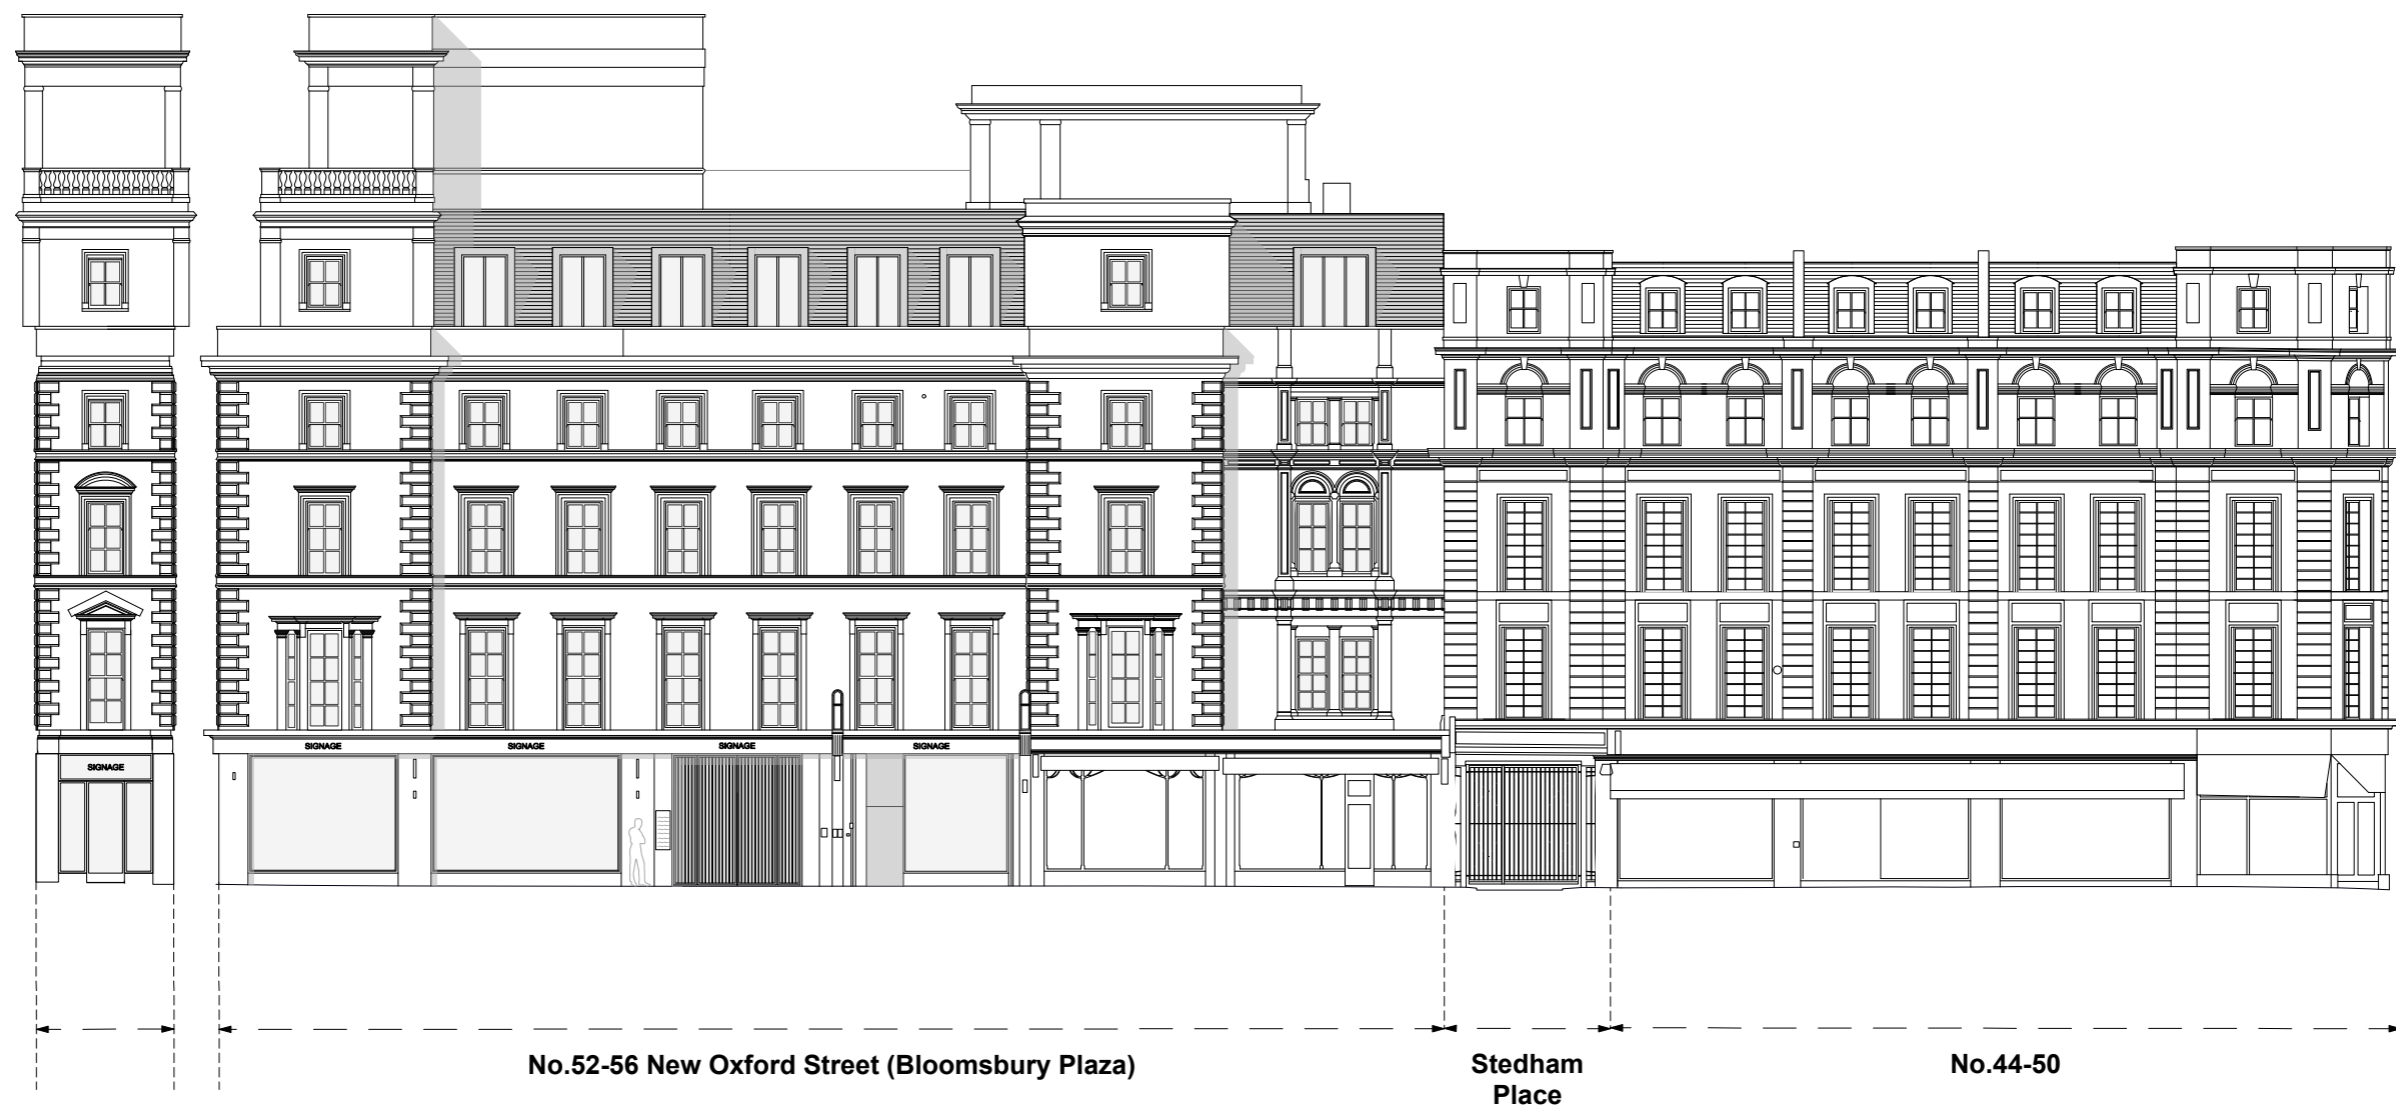 SIGNAGE SIGNAGE SIGNAGE SIGNAGE
SIGNAGE
No.52-56 New Oxford Street (Bloomsbury Plaza)
Stedham
Place
No.44-50